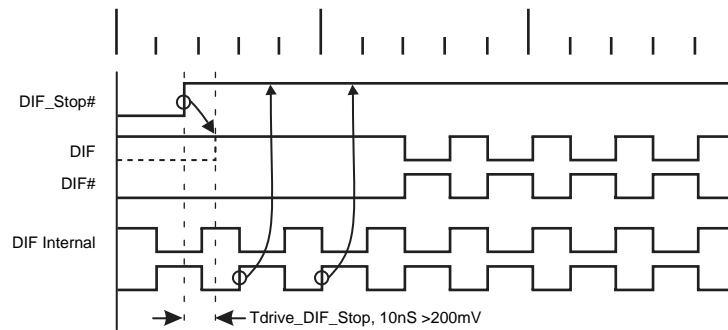 DIF_Stop#
DIF
DIF#
DIF Internal
Tdrive_DIF_Stop, 10nS >200mV